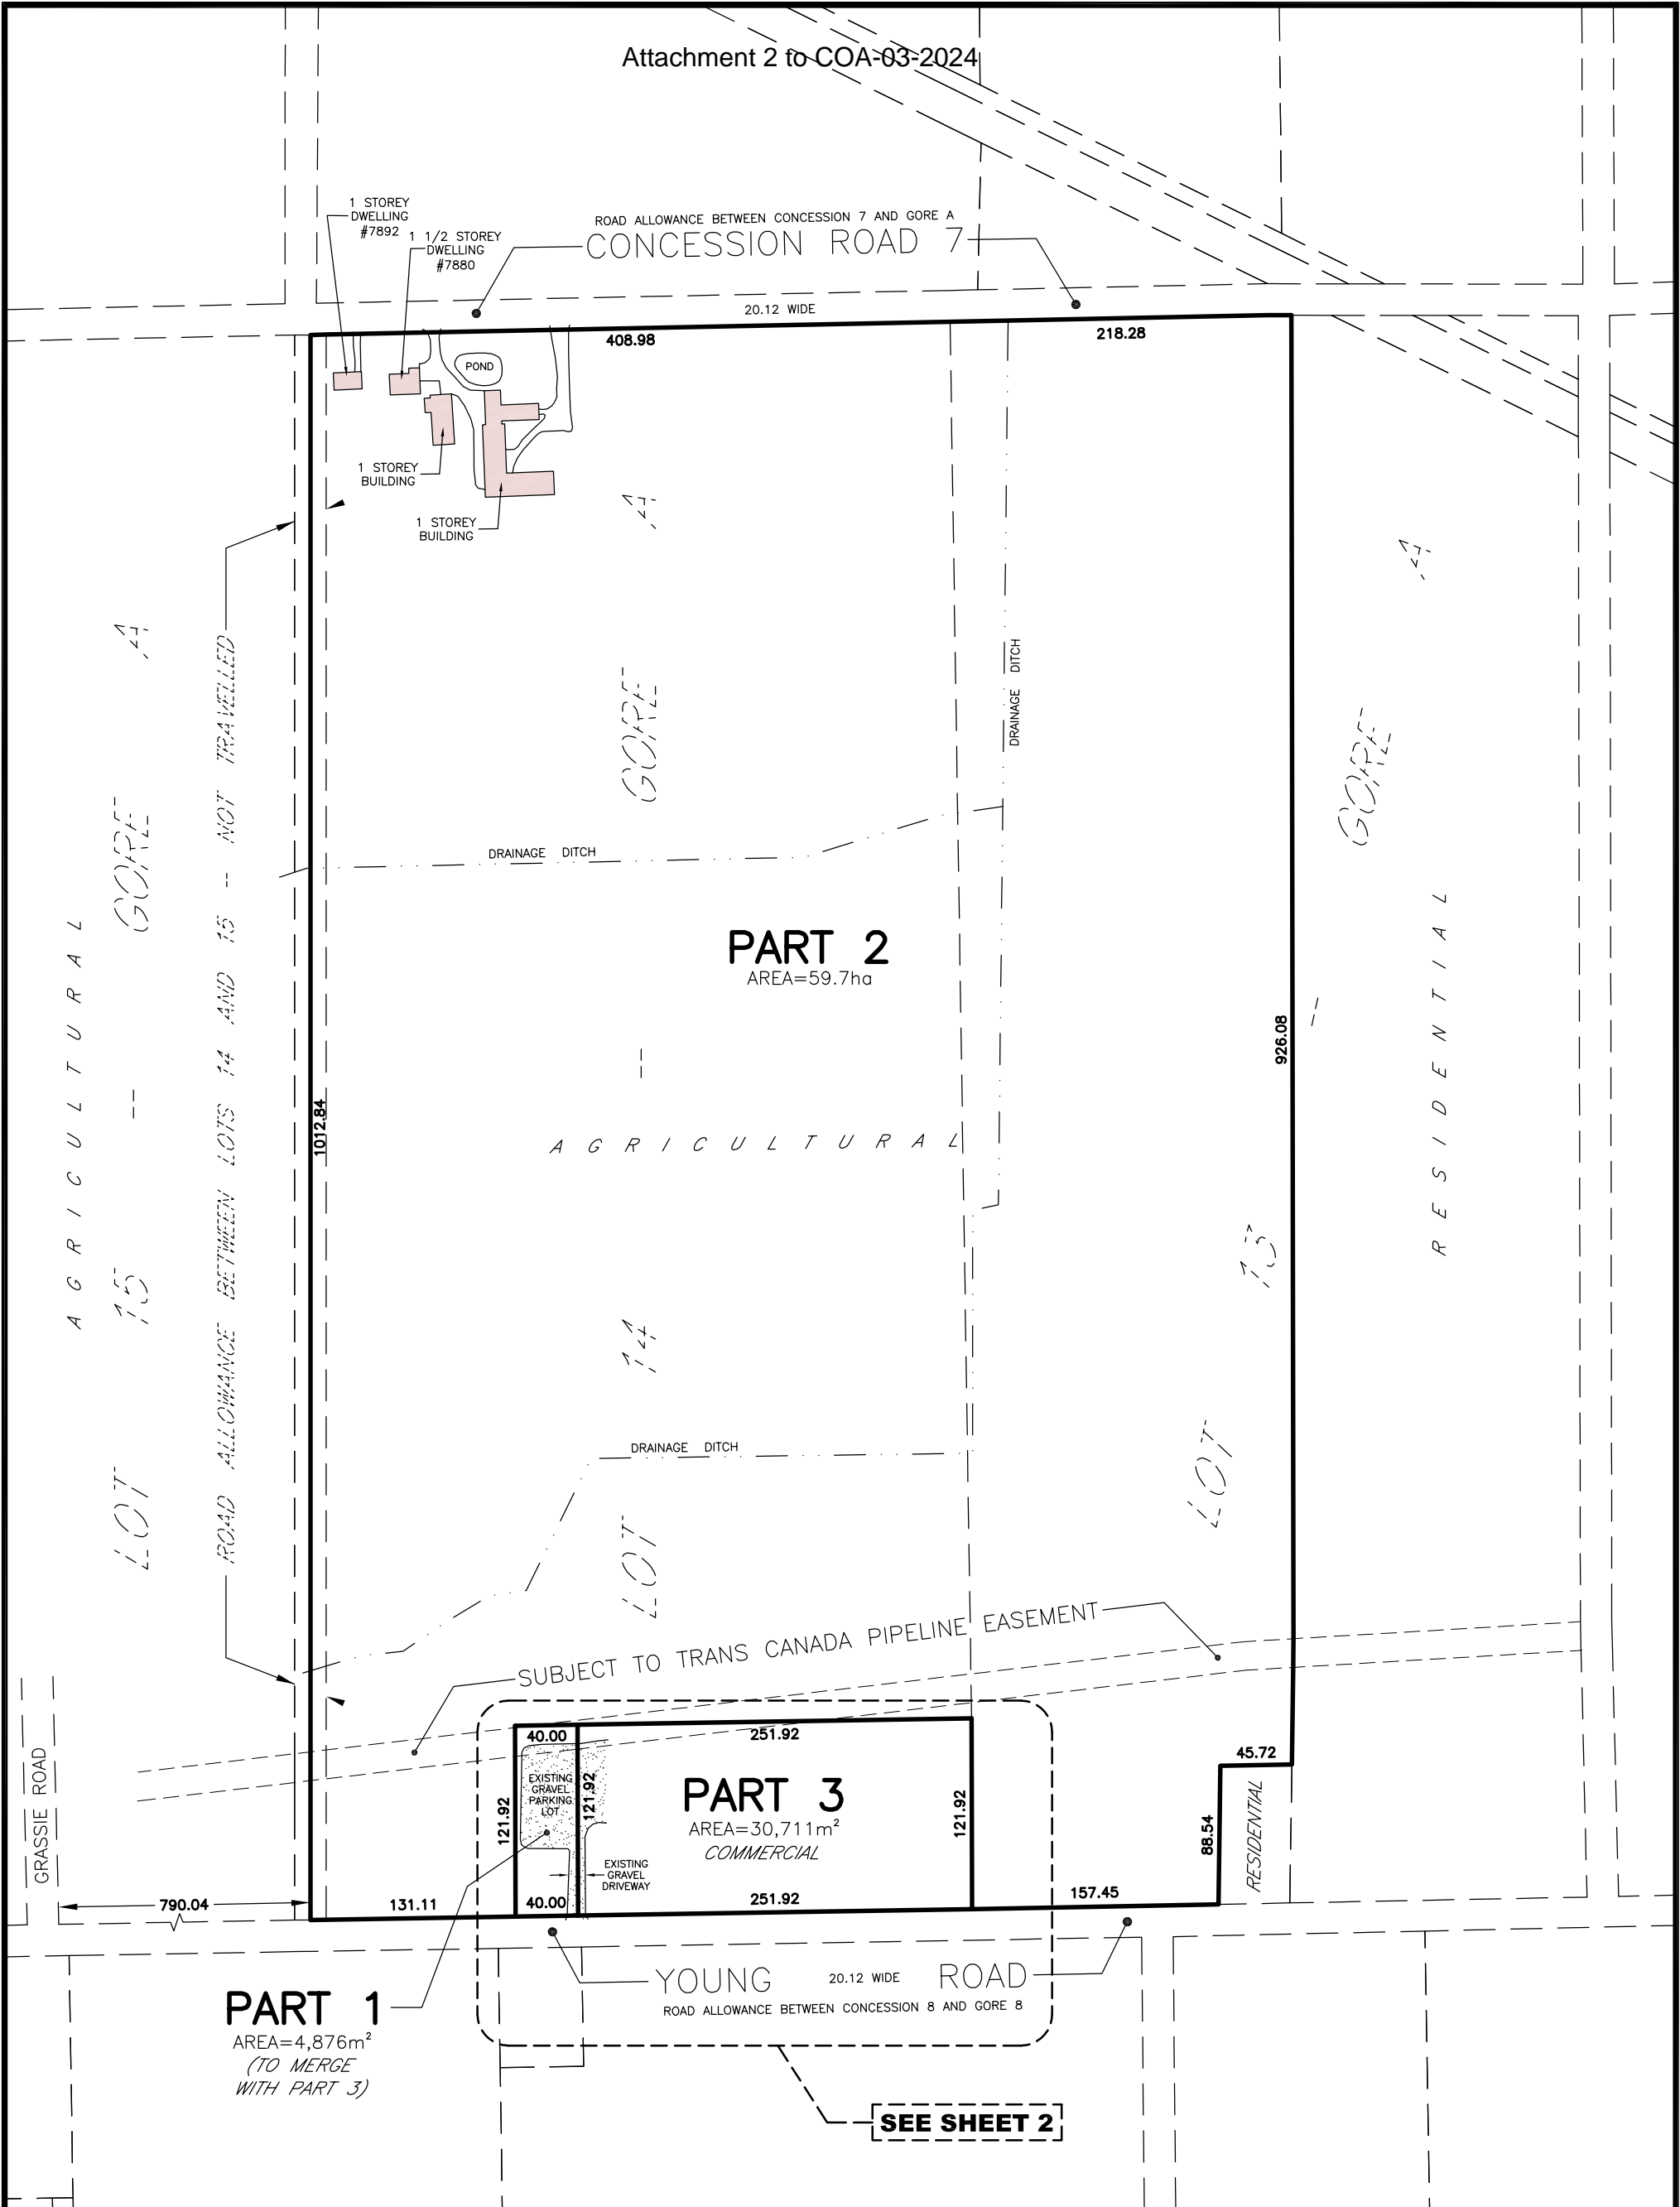 Attachment 2 to COA-03-2024
1 STOREY
DWELLING
#7892
1 1/2 STOREY
DWELLING
#7880
ROAD ALLOWANCE BETWEEN CONCESSION 7 AND GORE A
CONCESSION ROAD 7
20.12 WIDE
408.98
218.28
POND
1 STOREY
BUILDING
1 STOREY
BUILDING
DRAINAGE DITCH
DRAINAGE DITCH
PART 2
AREA=59.7ha
AGRICULTURAL
LOT 15 -- GORE A
ROAD ALLOWANCE BETWEEN LOTS 14 AND 15 -- NOT TRAVELLED
1012.84
LOT 14 -- GORE A
AGRICULTURAL
926.08
LOT 13 -- GORE A
RESIDENTIAL
DRAINAGE DITCH
SUBJECT TO TRANS CANADA PIPELINE EASEMENT
GRASSIE ROAD
790.04
131.11
40.00
251.92
121.92
EXISTING
GRAVEL
PARKING
LOT
121.92
PART 3
AREA=30,711m²
COMMERCIAL
121.92
EXISTING
GRAVEL
DRIVEWAY
40.00
251.92
45.72
88.54
RESIDENTIAL
157.45
YOUNG 20.12 WIDE ROAD
ROAD ALLOWANCE BETWEEN CONCESSION 8 AND GORE 8
PART 1
AREA=4,876m²
(TO MERGE
WITH PART 3)
SEE SHEET 2